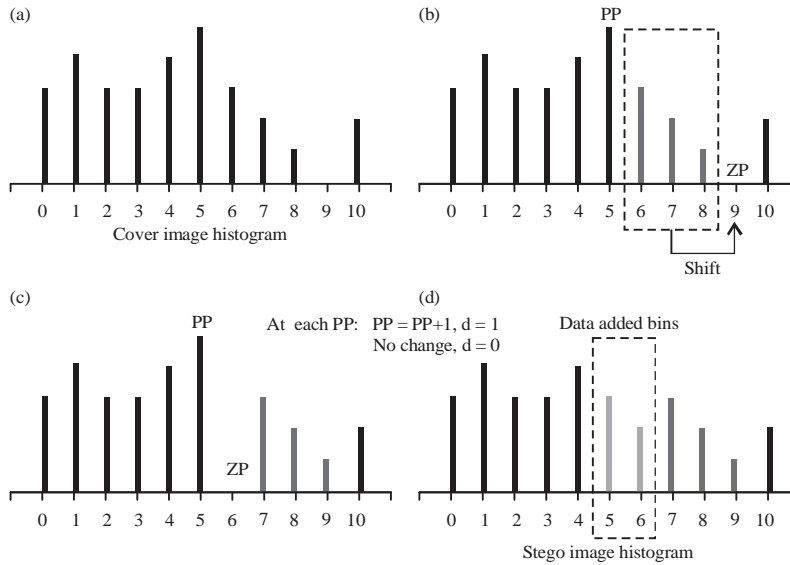 (a)
0 1 2 3 4 5 6 7 8 9 10
Cover image histogram
(b)
PP
ZP
0 1 2 3 4 5 6 7 8 9 10
Shift
(c)
PP
At each PP: PP = PP+1, d = 1
No change, d = 0
ZP
0 1 2 3 4 5 6 7 8 9 10
(d)
Data added bins
0 1 2 3 4 5 6 7 8 9 10
Stego image histogram